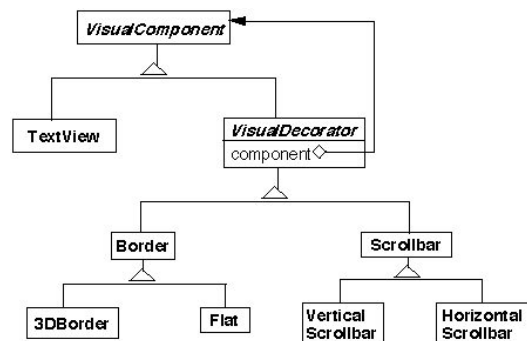 VisualComponent
TextView
VisualDecorator
component
Border
Scrollbar
3DBorder
Flat
Vertical
Scrollbar
Horizontal
Scrollbar